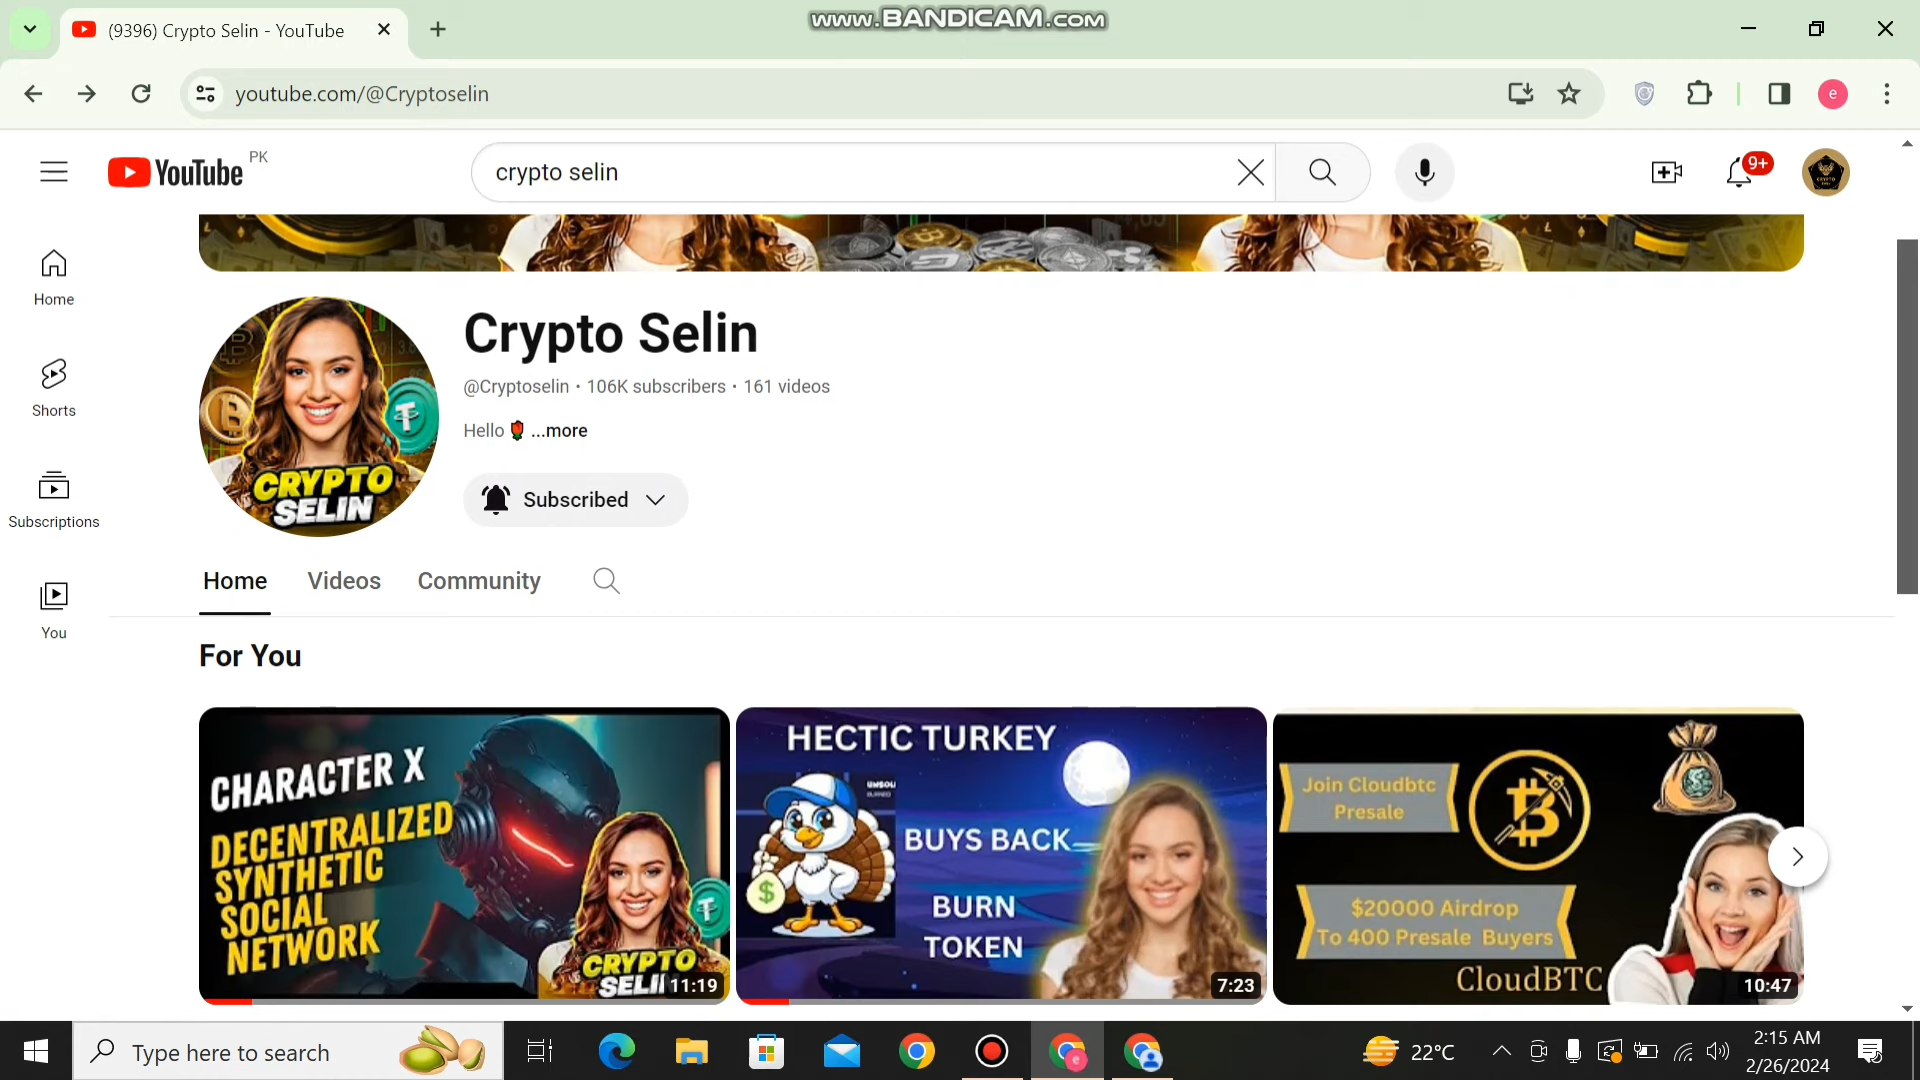 www.BANDICAM.com
(9396) Crypto Selin - YouTube
youtube.com/@Cryptoselin
e
YouTube PK
crypto selin
9+
Home
Shorts
Subscriptions
You
CRYPTO
SELIN
Crypto Selin
@Cryptoselin · 106K subscribers · 161 videos
Hello🌹 ...more
Subscribed
Home Videos Community
For You
CHARACTER X
DECENTRALIZED
SYNTHETIC
SOCIAL
NETWORK
CRYPTO
11:19
HECTIC TURKEY
BUYS BACK
BURN
TOKEN
7:23
Join Cloudbtc
Presale
$20000 Airdrop
To 400 Presale Buyers
CloudBTC
10:47
Type here to search
22°C
2:15 AM
2/26/2024